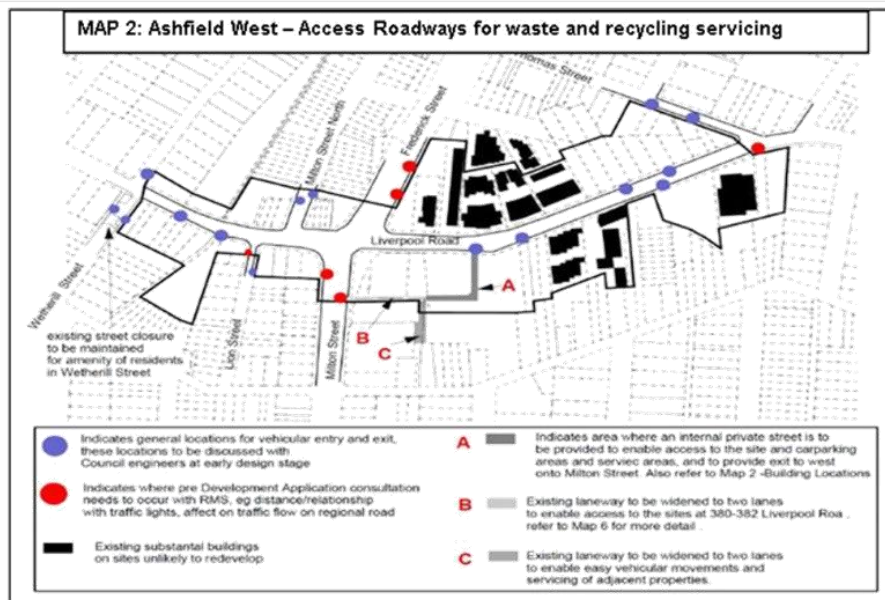 MAP 2: Ashfield West – Access Roadways for waste and recycling servicing
Thomas Street
Frederick Street
Milton Street North
Liverpool Road
A
Wetherill Street
B
C
existing street closure
to be maintained
for amenity of residents
in Wetherill Street
Lion Street
Milton Street
Indicates general locations for vehicular entry and exit,
these locations to be discussed with
Council engineers at early design stage
Indicates where pre Development Application consultation
needs to occur with RMS, eg distance/relationship
with traffic lights, affect on traffic flow on regional road
Existing substantal buildings
on sites unlikely to redevelop
A
Indicates area where an internal private street is to
be provided to enable access to the site and carparking
areas and serviec areas, and to provide exit to west
onto Milton Street. Also refer to Map 2 -Building Locations
B
Existing laneway to be widened to two lanes
to enable access to the sites at 380-382 Liverpool Roa .
refer to Map 6 for more detail .
C
Existing laneway to be widened to two lanes
to enable easy vehicular movements and
servicing of adjacent properties.